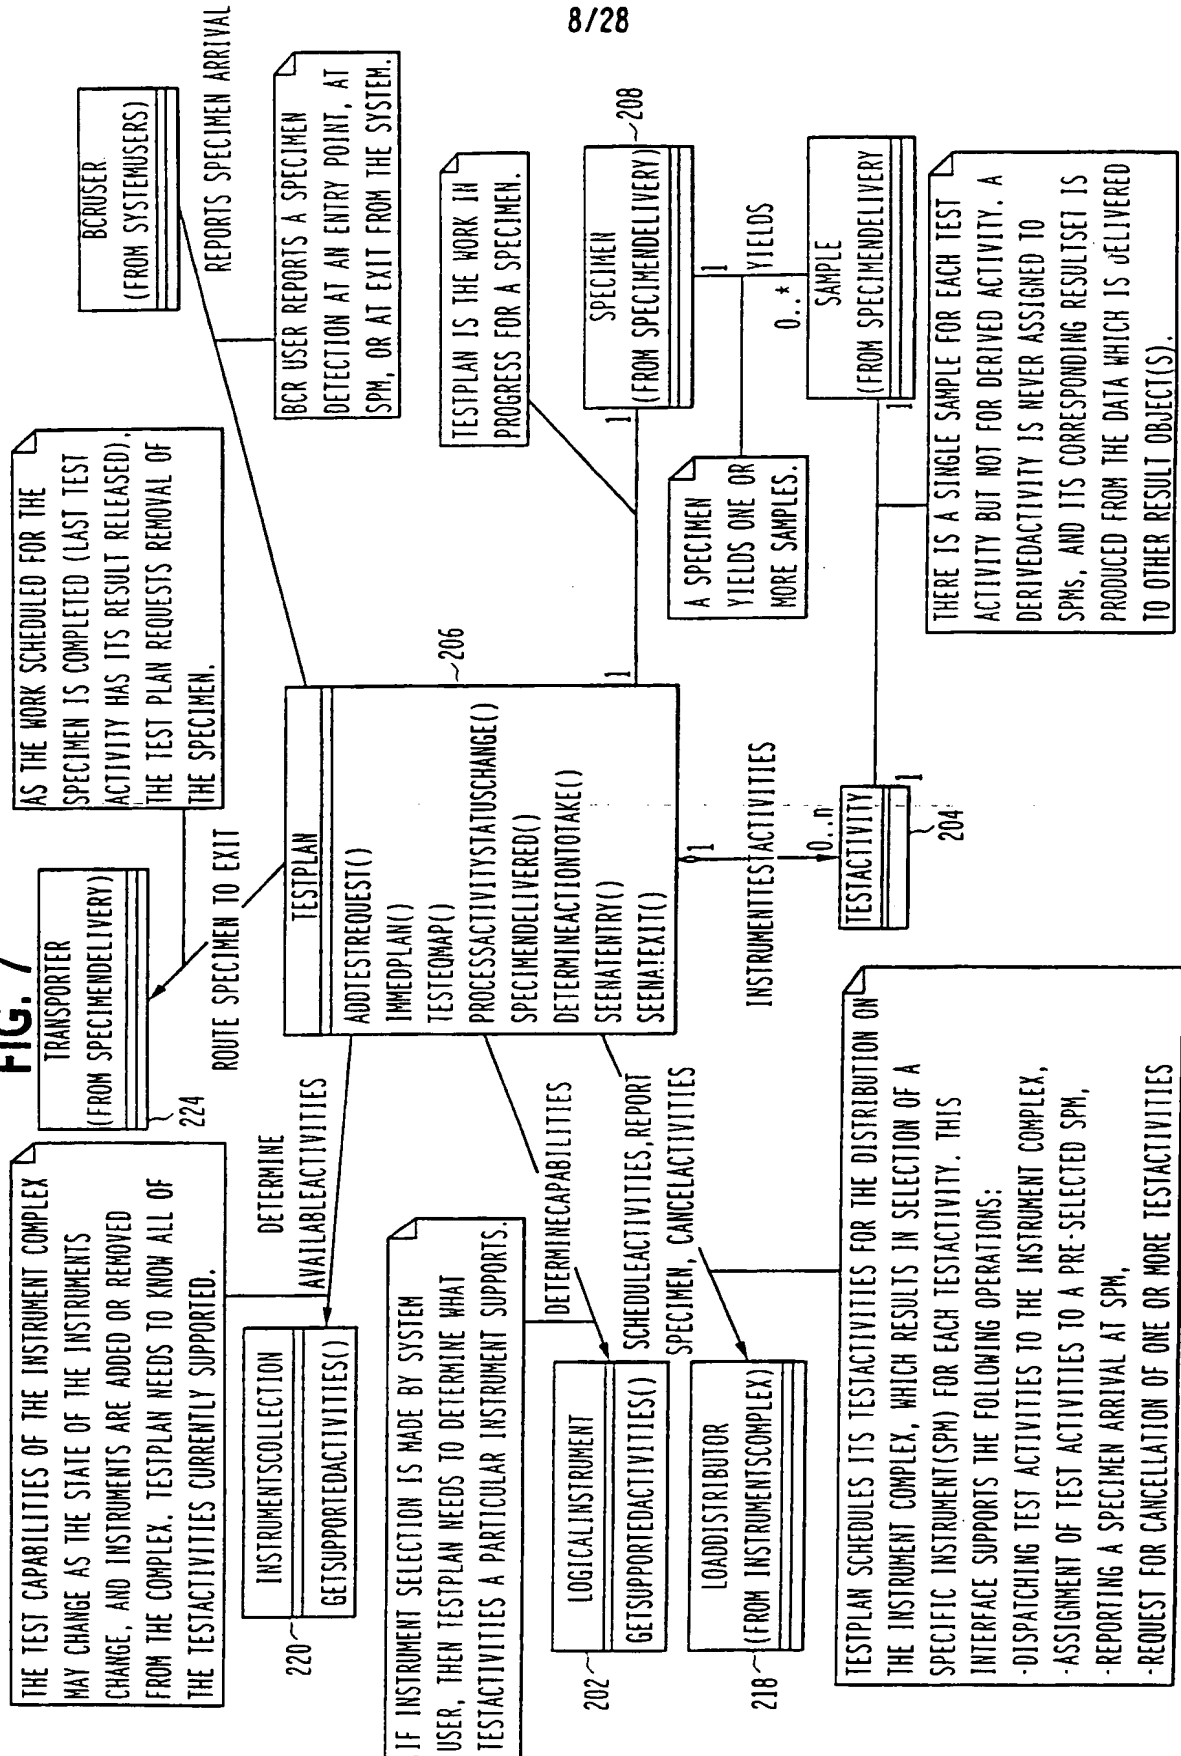 8/28
FIG. 7
THE TEST CAPABILITIES OF THE INSTRUMENT COMPLEX
MAY CHANGE AS THE STATE OF THE INSTRUMENTS
CHANGE, AND INSTRUMENTS ARE ADDED OR REMOVED
FROM THE COMPLEX. TESTPLAN NEEDS TO KNOW ALL OF
THE TESTACTIVITIES CURENTLY SUPPORTED.
TRANSPORTER
(FROM SPECIMENDELIVERY)
224
AS THE WORK SCHEDULED FOR THE
SPECIMEN IS COMPLETED (LAST TEST
ACTIVITY HAS ITS RESULT RELEASED),
THE TEST PLAN REQUESTS REMOVAL OF
THE SPECIMEN.
BCRUSER
(FROM SYSTEMUSERS)
REPORTS SPECIMEN ARRIVAL
BCR USER REPORTS A SPECIMEN
DETECTION AT AN ENTRY POINT, AT
SPM, OR AT EXIT FROM THE SYSTEM.
ROUTE SPECIMEN TO EXIT
DETERMINE
AVAILABLEACTIVITIES
INSTRUMENTSCOLLECTION
GETSUPPORTEDACTIVITIES()
220
TESTPLAN
ADDTESTREQUEST()
IMMEDPLAN()
TESTEQMAP()
PROCESSACTIVITYSTATUSCHANGE()
SPECIMENDELIVERED()
DETERMINEACTIONTOTAKE()
SEENATENTRY()
SEENATEXIT()
206
TESTPLAN IS THE WORK IN
PROGRESS FOR A SPECIMEN.
IF INSTRUMENT SELECTION IS MADE BY SYSTEM
USER, THEN TESTPLAN NEEDS TO DETERMINE WHAT
TESTACTIVITIES A PARTICULAR INSTRUMENT SUPPORTS.
DETERMINECAPABILITIES
LOGICALINSTRUMENT
GETSUPPORTEDACTIVITIES()
202
SCHEDULEACTIVITIES,REPORT
SPECIMEN, CANCELACTIVITIES
LOADDISTRIBUTOR
(FROM INSTRUMENTSCOMPLEX)
218
1
1
SPECIMEN
(FROM SPECIMENDELIVERY)
208
1
YIELDS
0..*
A SPECIMEN
YIELDS ONE OR
MORE SAMPLES.
SAMPLE
(FROM SPECIMENDELIVERY
1
1
INSTRUMENTTESTACTIVITIES
0..n
TESTACTIVITY
1
204
TESTPLAN SCHEDULES ITS TESTACTIVITIES FOR THE DISTRIBUTION ON
THE INSTRUMENT COMPLEX, WHICH RESULTS IN SELECTION OF A
SPECIFIC INSTRUMENT(SPM) FOR EACH TESTACTIVITY. THIS
INTERFACE SUPPORTS THE FOLLOWING OPERATIONS:
-DISPATCHING TEST ACTIVITIES TO THE INSTRUMENT COMPLEX,
-ASSIGNMENT OF TEST ACTIVITIES TO A PRE-SELECTED SPM,
-REPORTING A SPECIMEN ARRIVAL AT SPM,
-REQUEST FOR CANCELLATION OF ONE OR MORE TESTACTIVITIES
THERE IS A SINGLE SAMPLE FOR EACH TEST
ACTIVITY BUT NOT FOR DERIVED ACTIVITY. A
DERIVEDACTIVITY IS NEVER ASSIGNED TO
SPMs, AND ITS CORRESPONDING RESULTSET IS
PRODUCED FROM THE DATA WHICH IS DELIVERED
TO OTHER RESULT OBJECT(S).